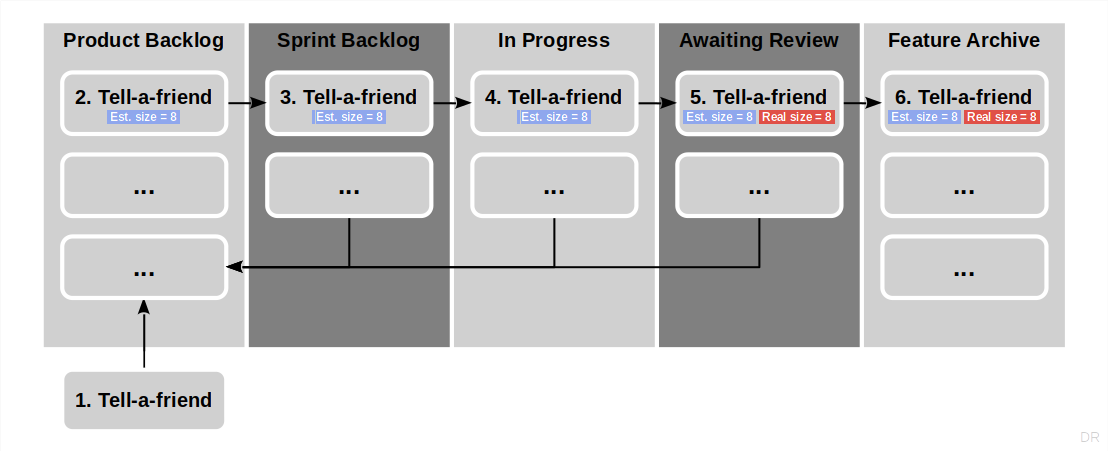 Product Backlog
Sprint Backlog
In Progress
Awaiting Review
Feature Archive
2. Tell-a-friend
Est. size = 8
3. Tell-a-friend
Est. size = 8
4. Tell-a-friend
Est. size = 8
5. Tell-a-friend
Est. size = 8 Real size = 8
6. Tell-a-friend
Est. size = 8 Real size = 8
...
...
...
...
...
...
...
1. Tell-a-friend
DR